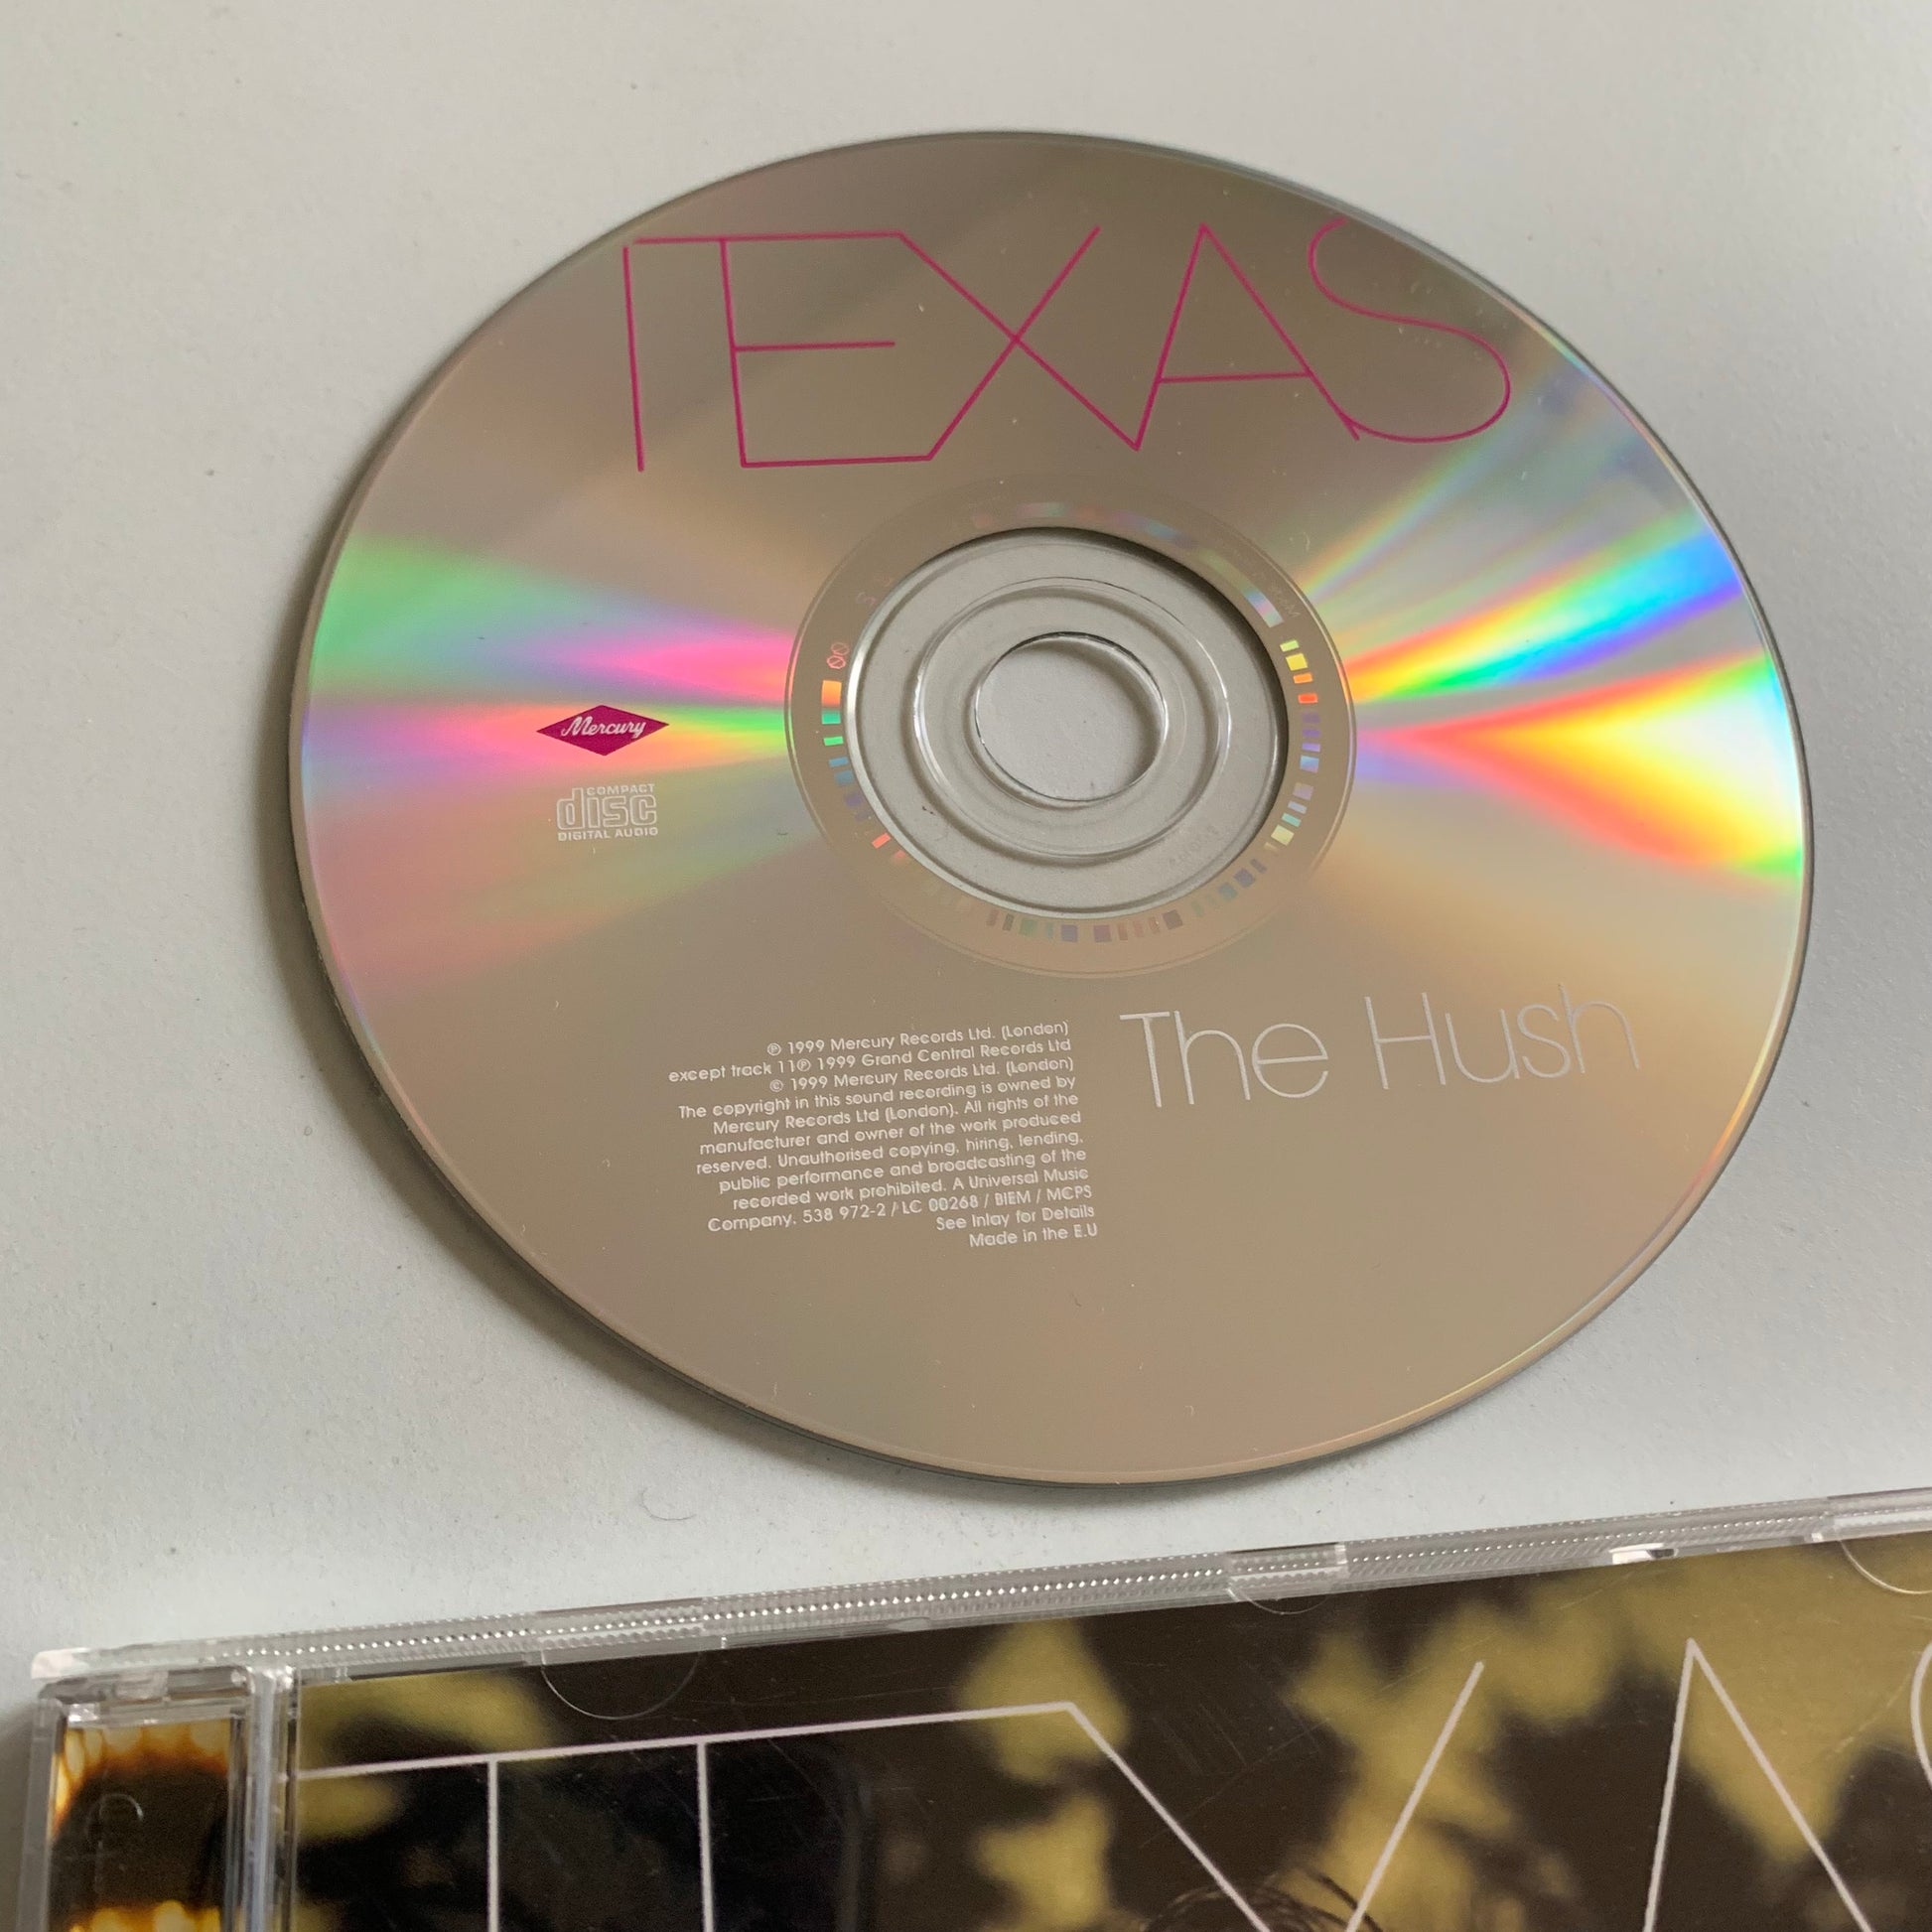 TEXAS
Mercury
COMPACT
disc
DIGITAL AUDIO
The Hush
℗ 1999 Mercury Records Ltd. (London)
except track 11℗ 1999 Grand Central Records Ltd
© 1999 Mercury Records Ltd. (London)
The copyright in this sound recording is owned by
Mercury Records Ltd (London). All rights of the
manufacturer and owner of the work produced
reserved. Unauthorised copying, hiring, lending,
public performance and broadcasting of the
recorded work prohibited. A Universal Music
Company. 538 972-2 / LC 00268 / BIEM / MCPS
See Inlay for Details
Made in the E.U